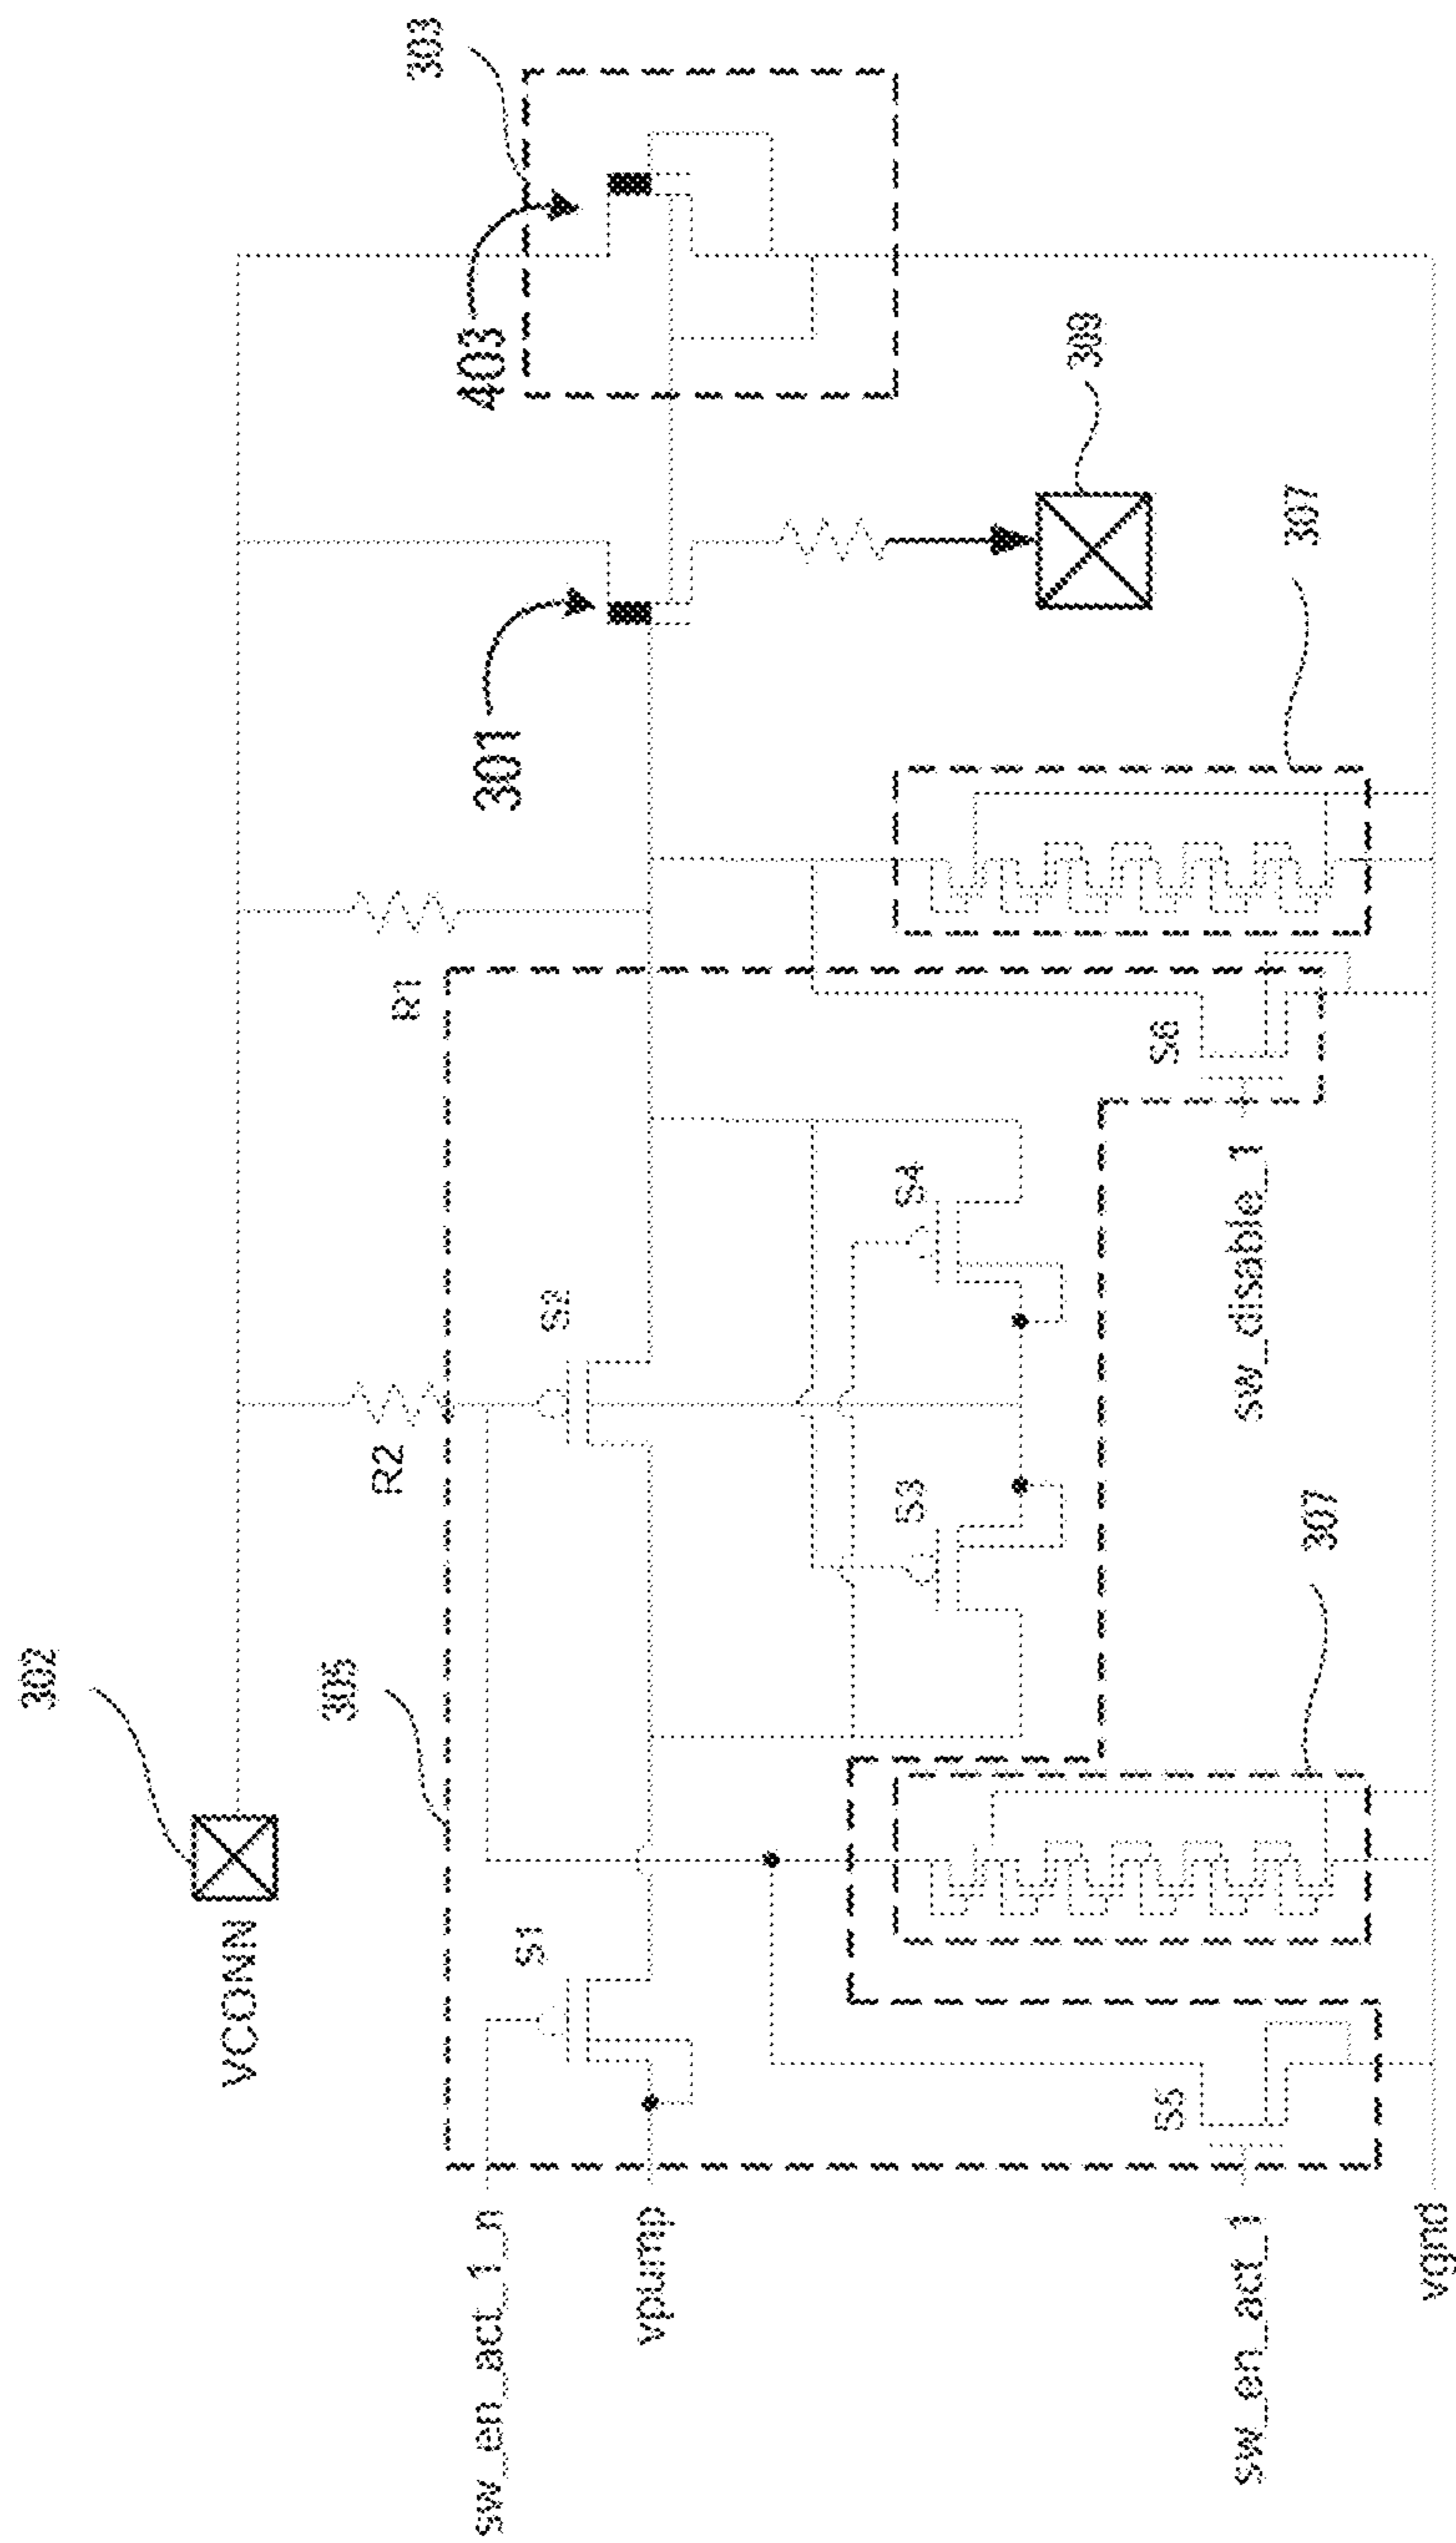 302
VCONN
305
R2
R1
303
403
301
sw_en_act_1_n
S1
S2
vpump
S3
S4
309
307
307
S5
S6
sw_en_act_1
sw_disable_1
vgnd